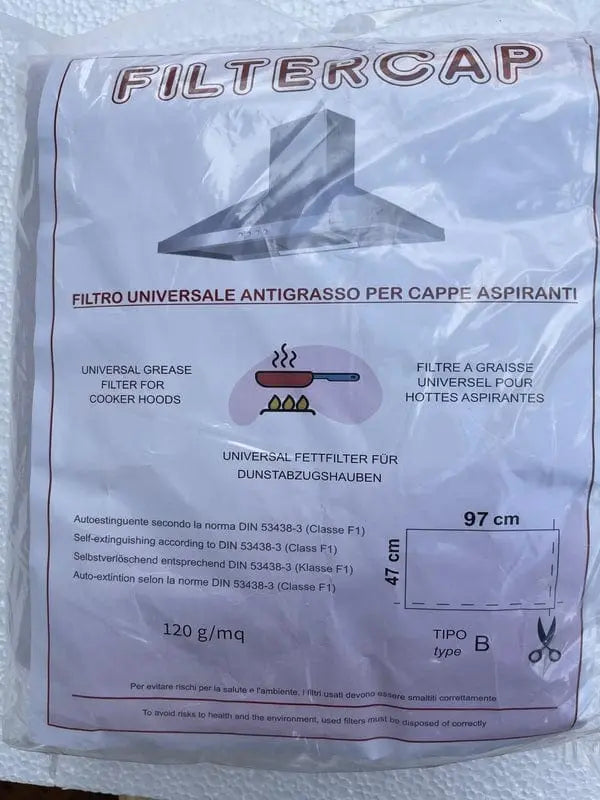 FILTERCAP
FILTRO UNIVERSALE ANTIGRASSO PER CAPPE ASPIRANTI
UNIVERSAL GREASE
FILTER FOR
COOKER HOODS
FILTRE A GRAISSE
UNIVERSEL POUR
HOTTES ASPIRANTES
UNIVERSAL FETTFILTER FÜR
DUNSTABZUGSHAUBEN
Autoestinguente secondo la norma DIN 53438-3 (Classe F1)
Self-extinguishing according to DIN 53438-3 (Class F1)
Selbstverlöschend entsprechend DIN 53438-3 (Klasse F1)
Auto-extintion selon la norme DIN 53438-3 (Classe F1)
97 cm
47 cm
120 g/mq
TIPO
type B
Per evitare rischi per la salute e l'ambiente, i filtri usati devono essere smaltiti correttamente
To avoid risks to health and the environment, used filters must be disposed of correctly